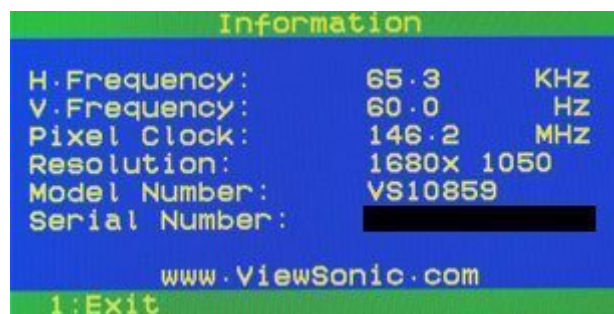 Information
H.Frequency: 65.3 KHz
V.Frequency: 60.0 Hz
Pixel Clock: 146.2 MHz
Resolution: 1680x 1050
Model Number: VS10859
Serial Number:
www.ViewSonic.com
1:Exit